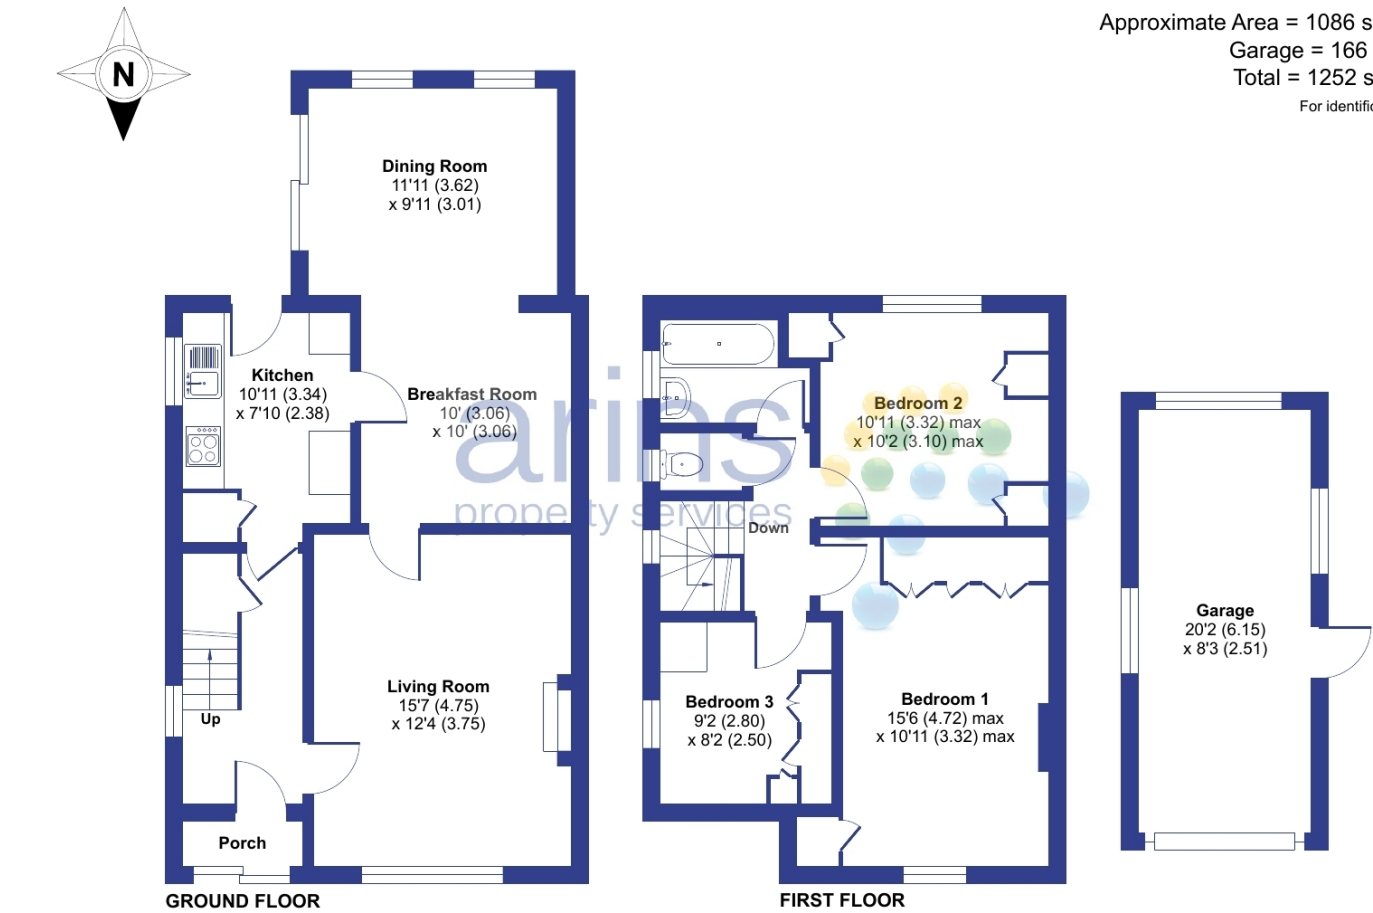 Approximate Area = 1086 s
Garage = 166
Total = 1252 s
For identific
N
Dining Room
11'11 (3.62)
x 9'11 (3.01)
Kitchen
10'11 (3.34)
x 7'10 (2.38)
Breakfast Room
10' (3.06)
x 10' (3.06)
Living Room
15'7 (4.75)
x 12'4 (3.75)
Up
Porch
GROUND FLOOR
Bedroom 2
10'11 (3.32) max
x 10'2 (3.10) max
Down
Bedroom 3
9'2 (2.80)
x 8'2 (2.50)
Bedroom 1
15'6 (4.72) max
x 10'11 (3.32) max
FIRST FLOOR
Garage
20'2 (6.15)
x 8'3 (2.51)
arins
property services